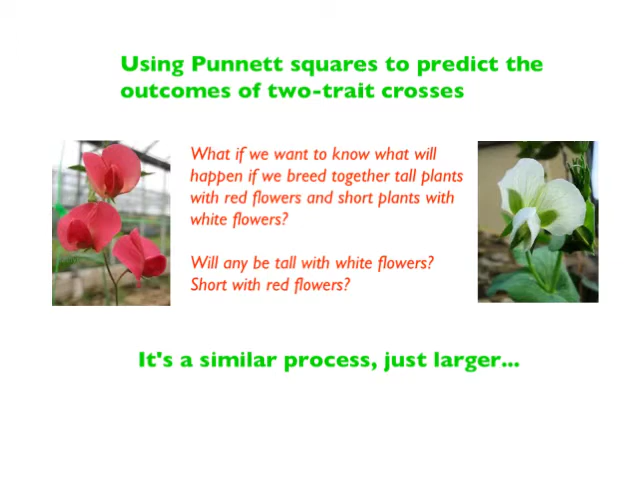 Using Punnett squares to predict the
outcomes of two-trait crosses
What if we want to know what will
happen if we breed together tall plants
with red flowers and short plants with
white flowers?
Will any be tall with white flowers?
Short with red flowers?
It's a similar process, just larger...